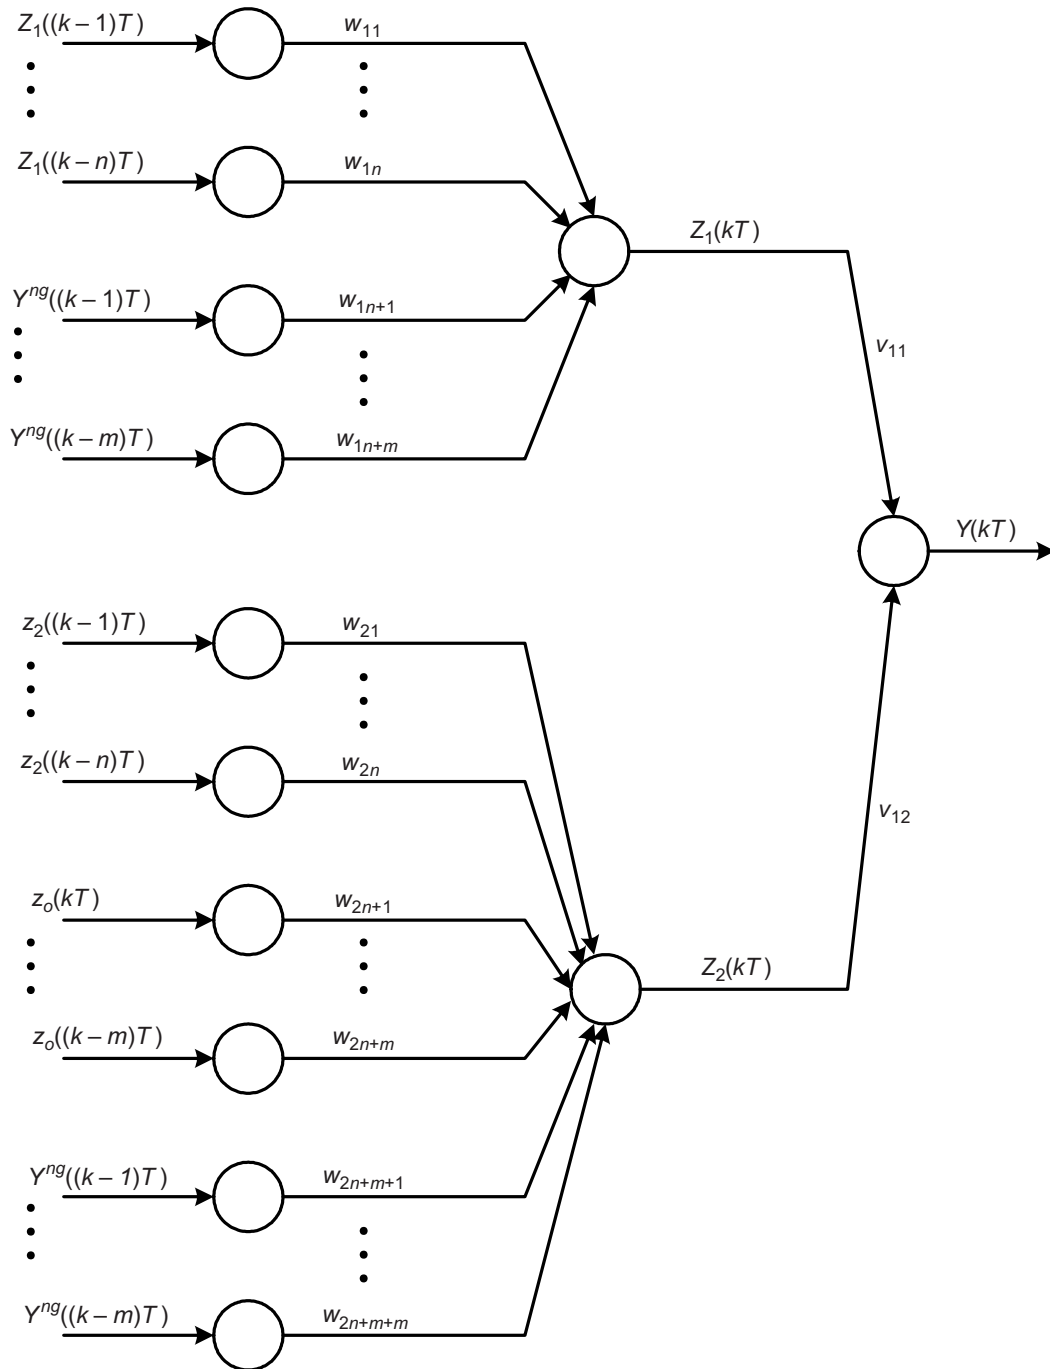 Z₁((k – 1)T) w₁₁
Z₁((k – n)T) w₁ₙ
Z₁(kT)
Yⁿᵍ((k – 1)T) w₁ₙ₊₁
v₁₁
Yⁿᵍ((k – m)T) w₁ₙ₊ₘ
Y(kT)
z₂((k – 1)T) w₂₁
z₂((k – n)T) w₂ₙ
v₁₂
zₒ(kT) w₂ₙ₊₁
Z₂(kT)
zₒ((k – m)T) w₂ₙ₊ₘ
Yⁿᵍ((k – 1)T) w₂ₙ₊ₘ₊₁
Yⁿᵍ((k – m)T) w₂ₙ₊ₘ₊ₘ